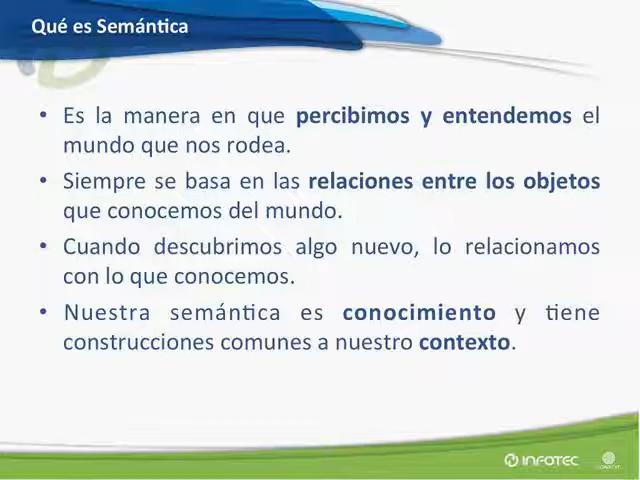 Qué es Semántica
• Es la manera en que percibimos y entendemos el
mundo que nos rodea.
• Siempre se basa en las relaciones entre los objetos
que conocemos del mundo.
• Cuando descubrimos algo nuevo, lo relacionamos
con lo que conocemos.
• Nuestra semántica es conocimiento y tiene
construcciones comunes a nuestro contexto.
INFOTEC